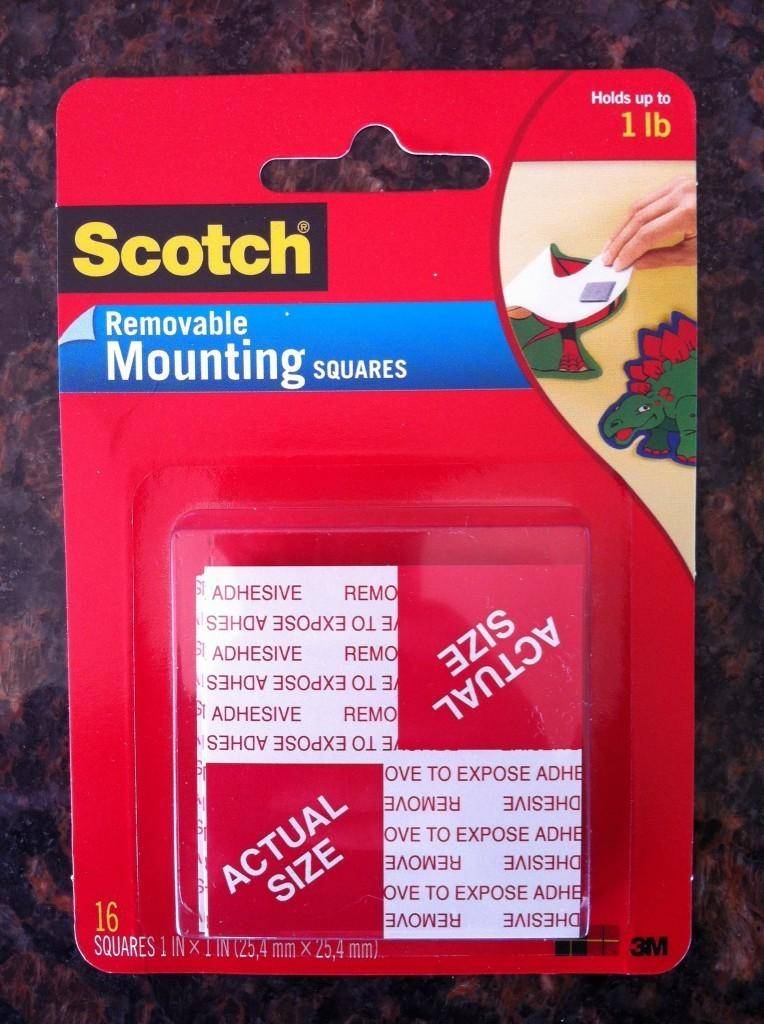 Holds up to
1 lb
Scotch®
Removable
Mounting SQUARES
ADHESIVE REMO
TO EXPOSE ADHES
ADHESIVE REMO
TO EXPOSE ADHES
ADHESIVE REMO
TO EXPOSE ADHES
ACTUAL
SIZE
OVE TO EXPOSE ADHE
DHESIVE REMOVE
OVE TO EXPOSE ADHE
DHESIVE REMOVE
OVE TO EXPOSE ADHE
DHESIVE REMOVE
ACTUAL
SIZE
16
SQUARES 1 IN × 1 IN (25,4 mm × 25,4 mm)
3M